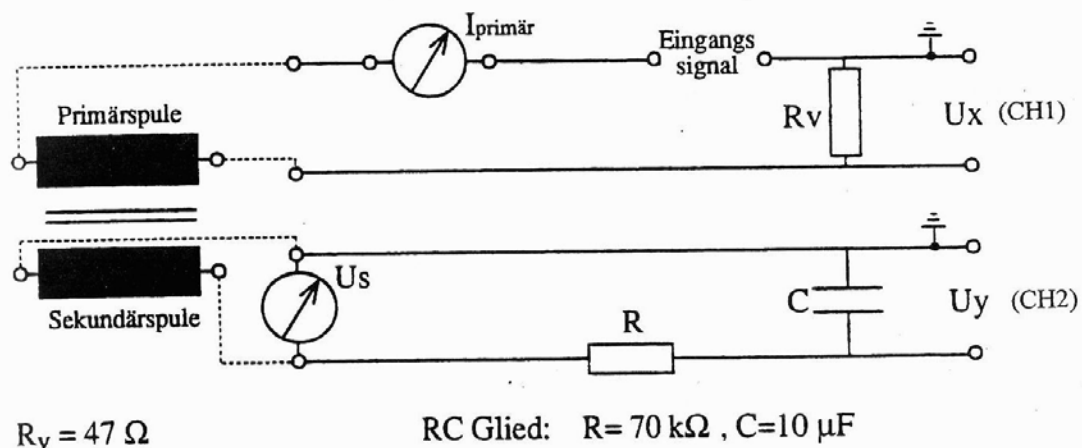 Iprimär
Eingangs
signal
Primärspule
Rv
Ux (CH1)
Us
Sekundärspule
C
Uy (CH2)
R
Rv = 47 Ω
RC Glied: R= 70 kΩ , C=10 µF